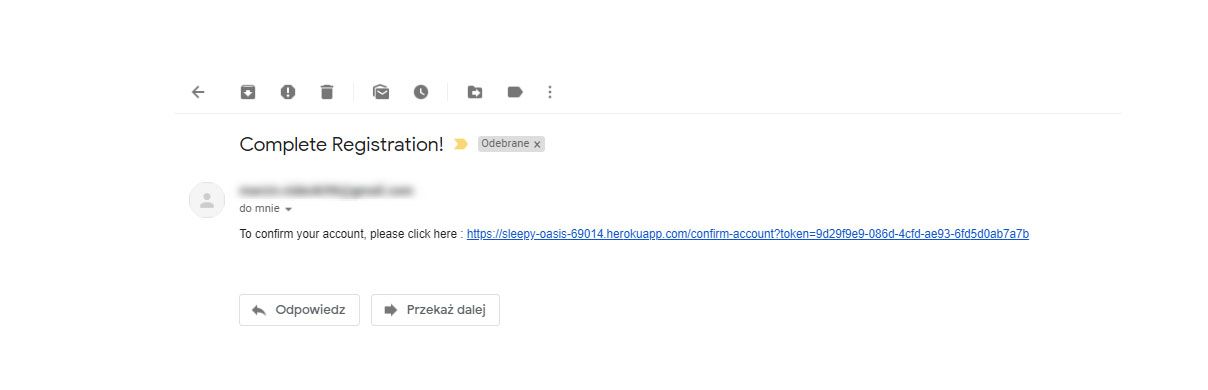 Complete Registration! Odebrane x
do mnie
To confirm your account, please click here : https://sleepy-oasis-69014.herokuapp.com/confirm-account?token=9d29f9e9-086d-4cfd-ae93-6fd5d0ab7a7b
Odpowiedz Przekaż dalej